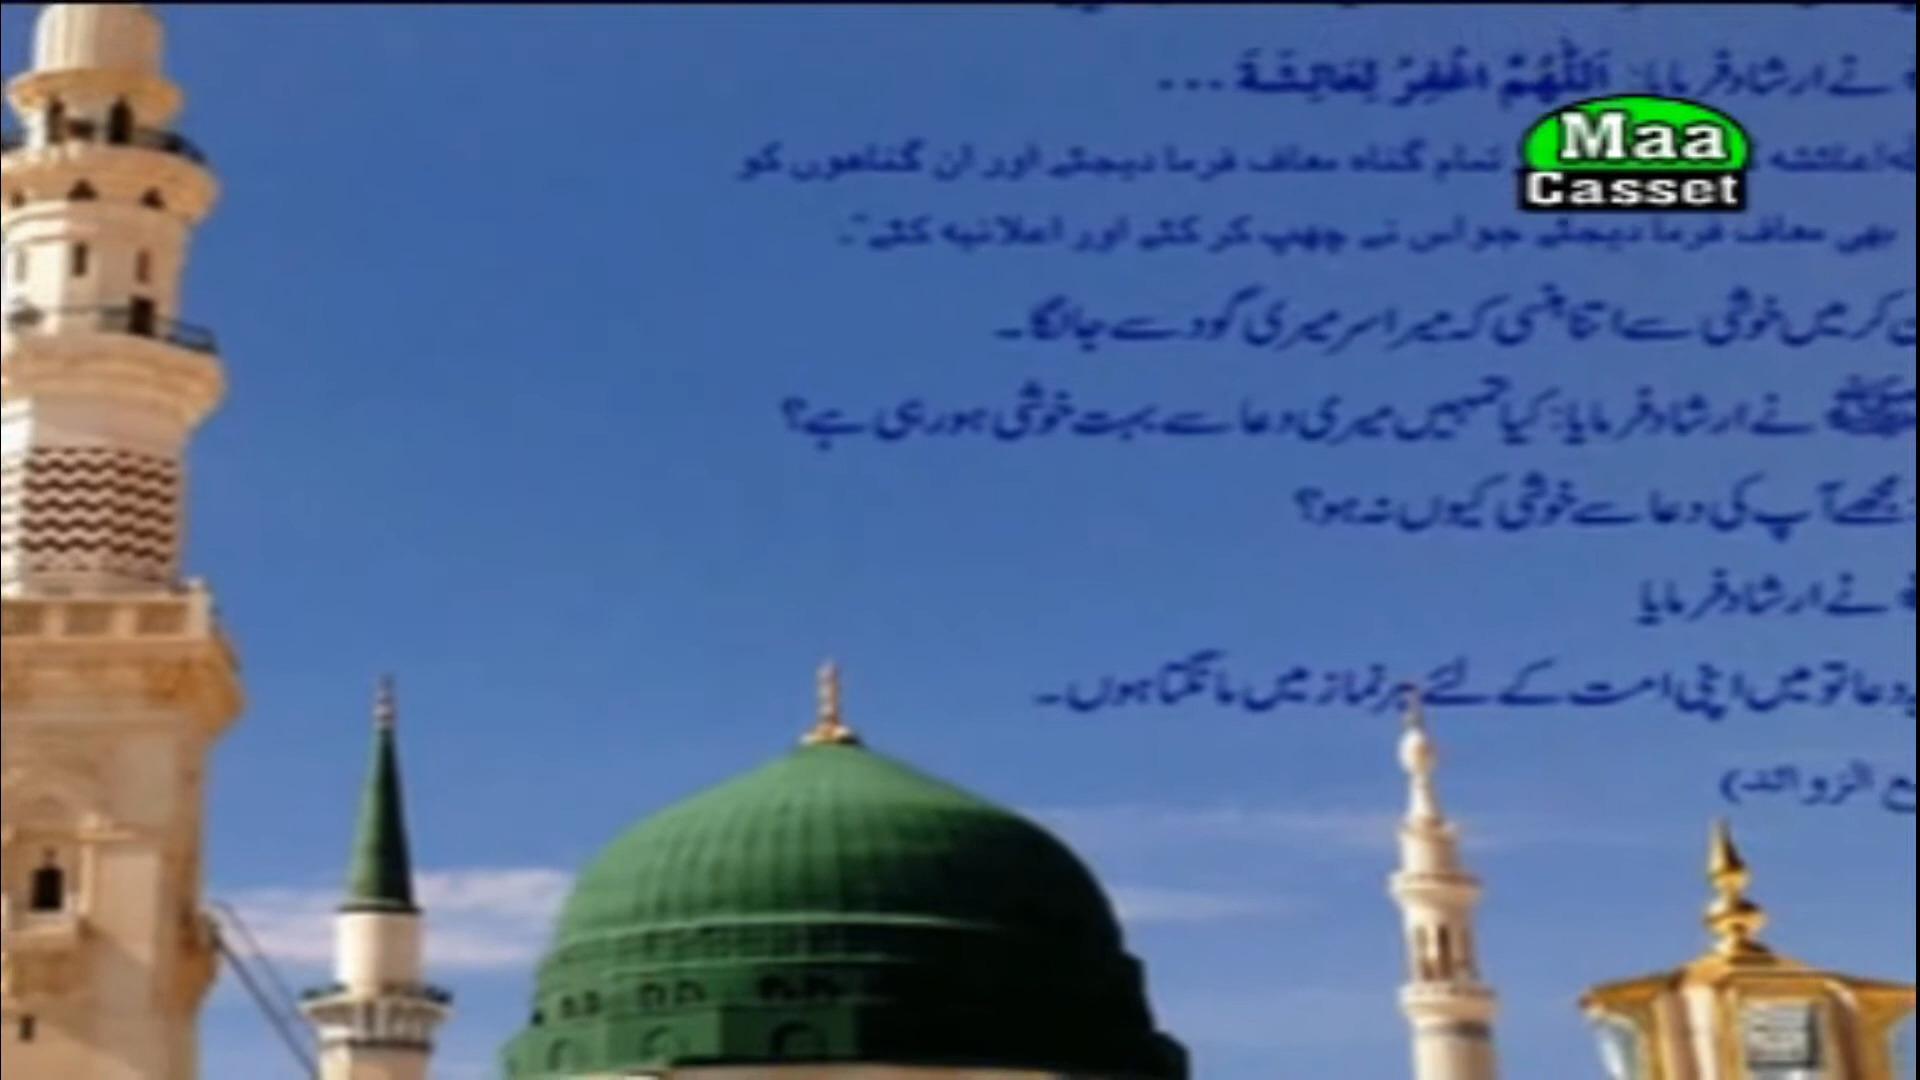 نے ارشاد فرمایا: اَللّٰهُمَّ اغْفِرْ لِعَائِشَةَ ...
تمام گناہ معاف فرما دیجئے اور ان گناہوں کو
بھی معاف فرما دیجئے جو اس نے چھپ کر کئے اور اعلانیہ کئے"۔
کر میں خوشی سے اتنا ہنسی کہ میرا سر میری گود سے جا لگا۔
ﷺ نے ارشاد فرمایا: کیا تمہیں میری دعا سے بہت خوشی ہو رہی ہے؟
مجھے آپ کی دعا سے خوشی کیوں نہ ہو؟
نے ارشاد فرمایا
دعا تو میں اپنی امت کے لئے ہر نماز میں مانگتا ہوں۔
الزوائد)
Maa
Casset